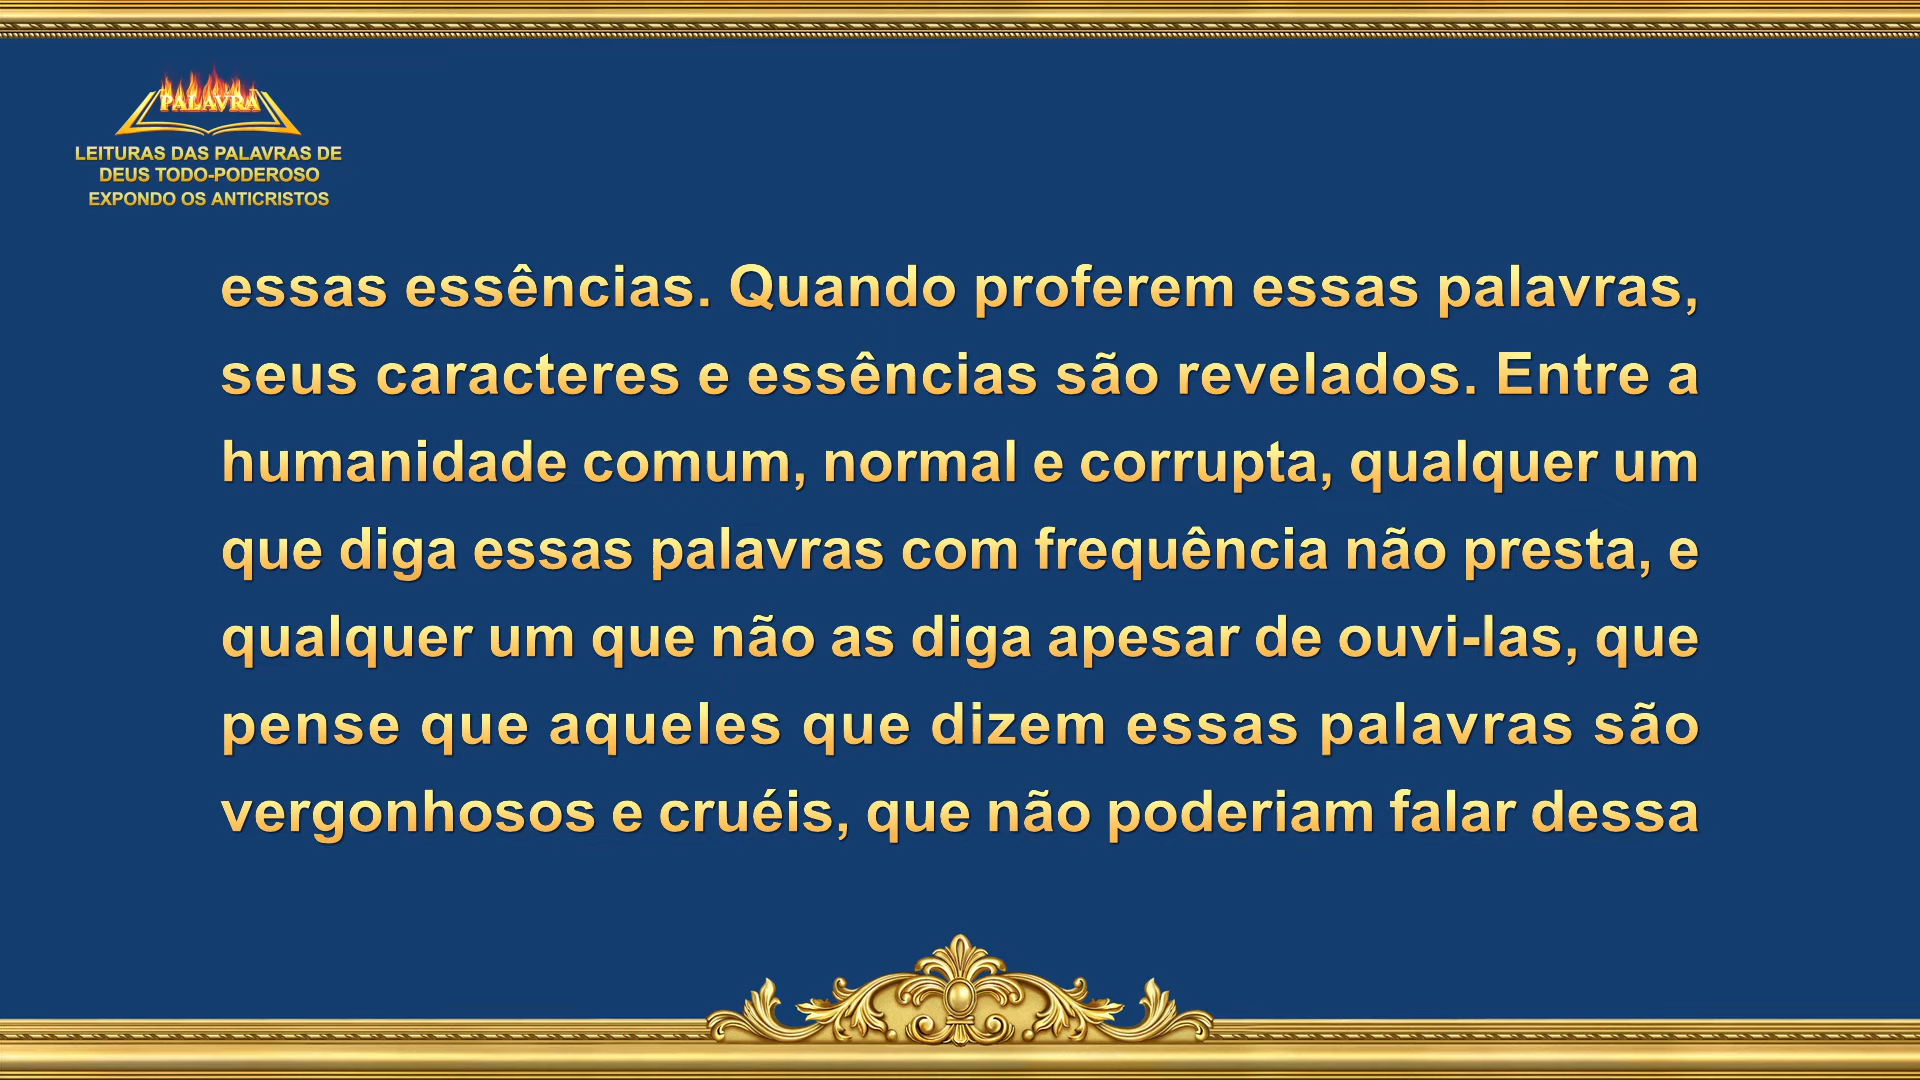 PALAVRA
LEITURAS DAS PALAVRAS DE
DEUS TODO-PODEROSO
EXPONDO OS ANTICRISTOS
essas essências. Quando proferem essas palavras,
seus caracteres e essências são revelados. Entre a
humanidade comum, normal e corrupta, qualquer um
que diga essas palavras com frequência não presta, e
qualquer um que não as diga apesar de ouvi-las, que
pense que aqueles que dizem essas palavras são
vergonhosos e cruéis, que não poderiam falar dessa